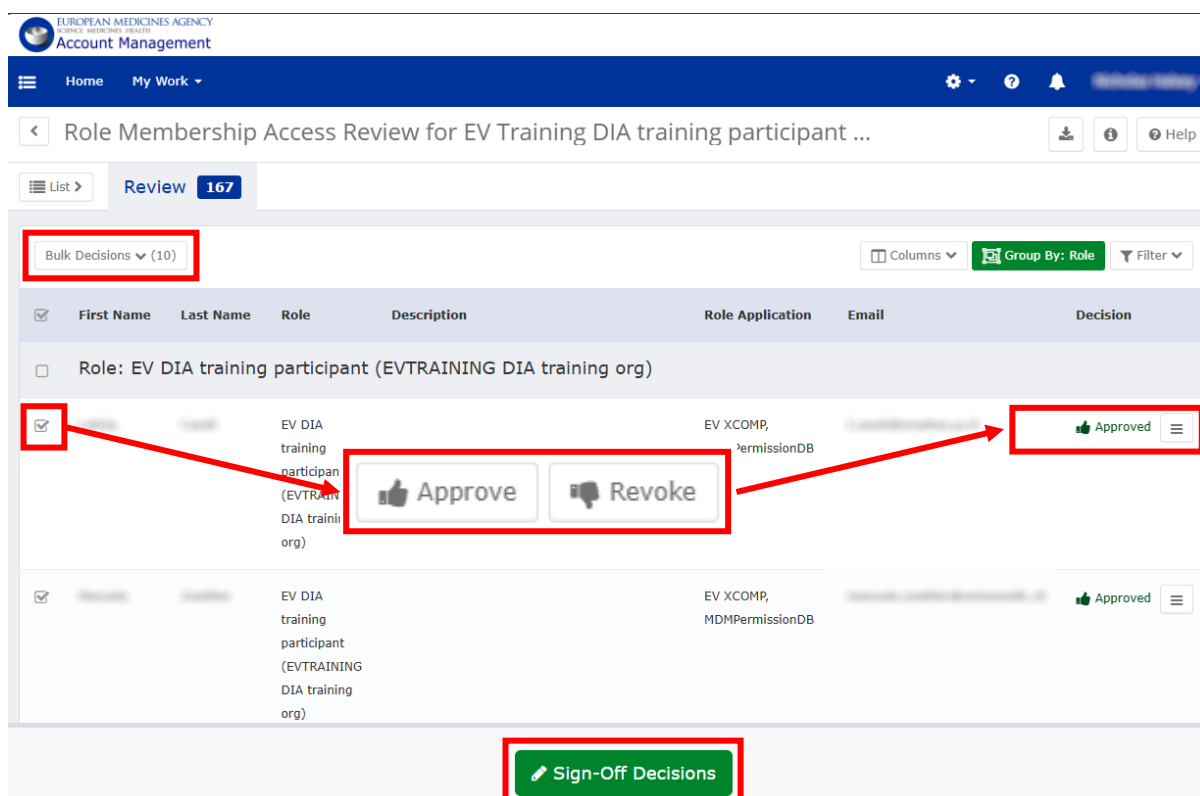 EUROPEAN MEDICINES AGENCY
SCIENCE MEDICINES HEALTH
Account Management
Home My Work
Role Membership Access Review for EV Training DIA training participant ...
Help
List
Review 167
Bulk Decisions (10)
Columns Group By: Role Filter
First Name Last Name Role Description Role Application Email Decision
Role: EV DIA training participant (EVTRAINING DIA training org)
EV DIA EV XCOMP, Approved
training
DIA
org)
Approve Revoke
EV DIA EV XCOMP, Approved
training MDMPermissionDB
participant
(EVTRAINING
DIA training
org)
Sign-Off Decisions